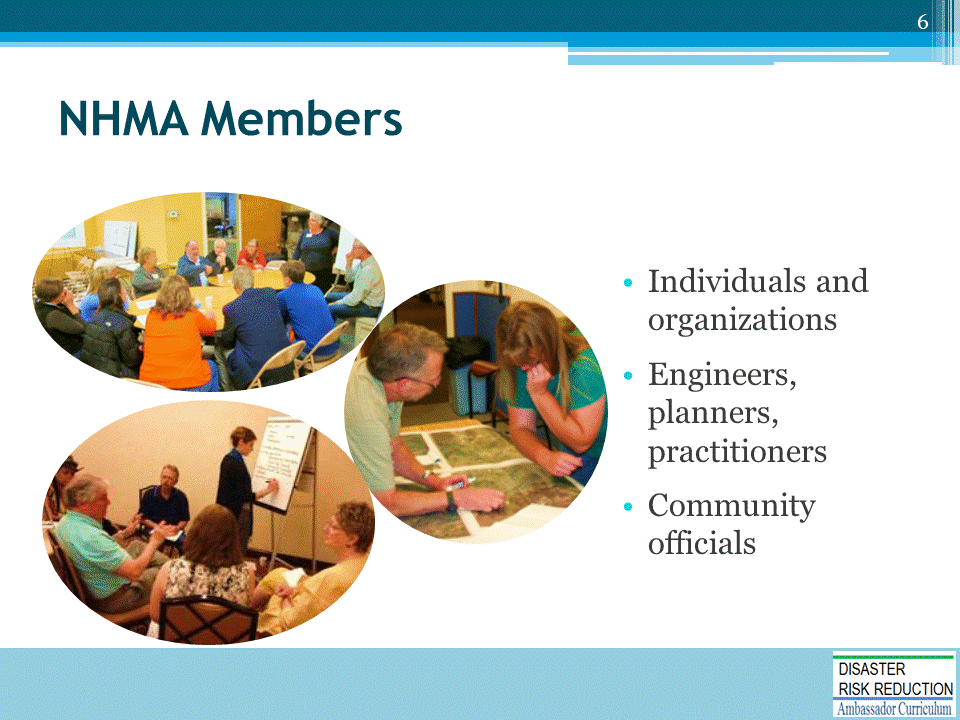 6
NHMA Members
• Individuals and
organizations
• Engineers,
planners,
practitioners
• Community
officials
DISASTER
RISK REDUCTION
Ambassador Curriculum